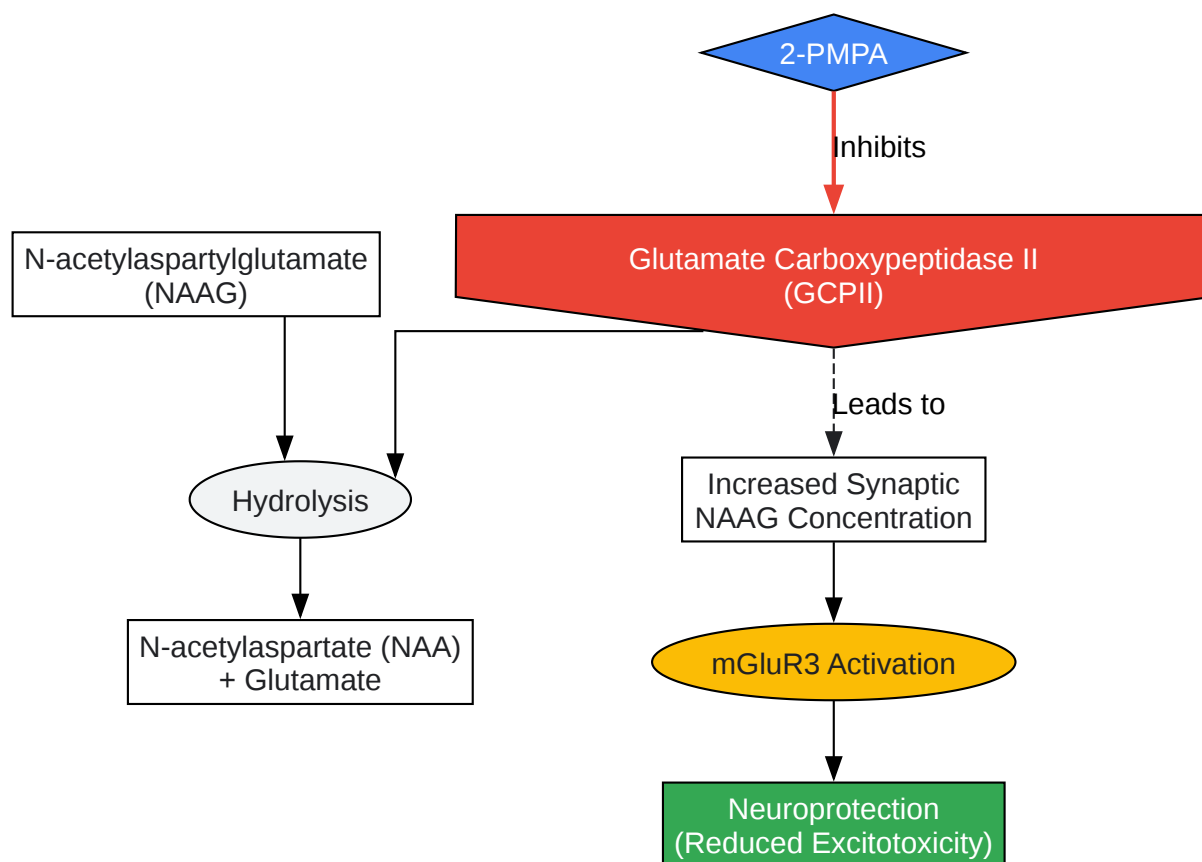 2-PMPA
Inhibits
N-acetylaspartylglutamate
(NAAG)
Glutamate Carboxypeptidase II
(GCPII)
Leads to
Hydrolysis
Increased Synaptic
NAAG Concentration
N-acetylaspartate (NAA)
+ Glutamate
mGluR3 Activation
Neuroprotection
(Reduced Excitotoxicity)